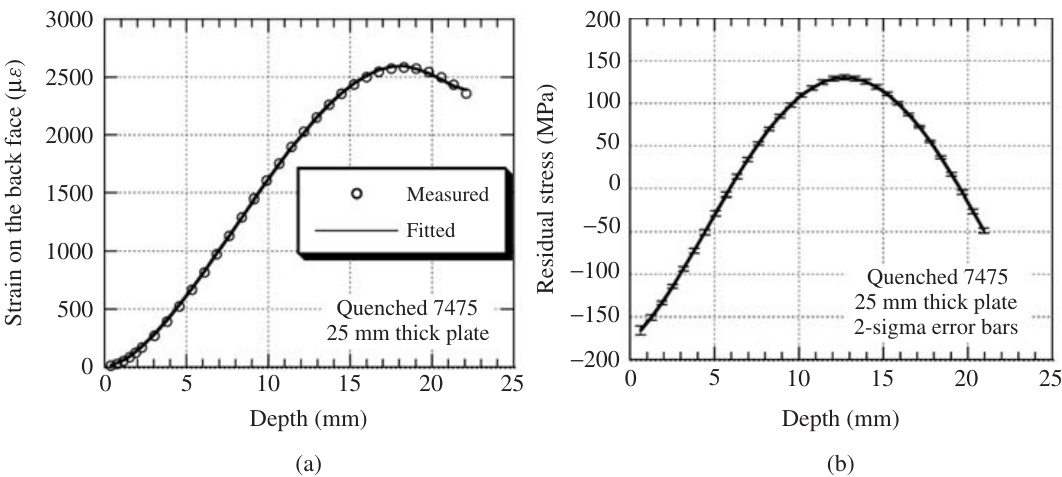 3000
2500
2000
1500
1000
500
0
Strain on the back face (με)
Measured
Fitted
Quenched 7475
25 mm thick plate
0 5 10 15 20 25
Depth (mm)
(a)
200
150
100
50
0
−50
−100
−150
−200
Residual stress (MPa)
Quenched 7475
25 mm thick plate
2-sigma error bars
0 5 10 15 20 25
Depth (mm)
(b)